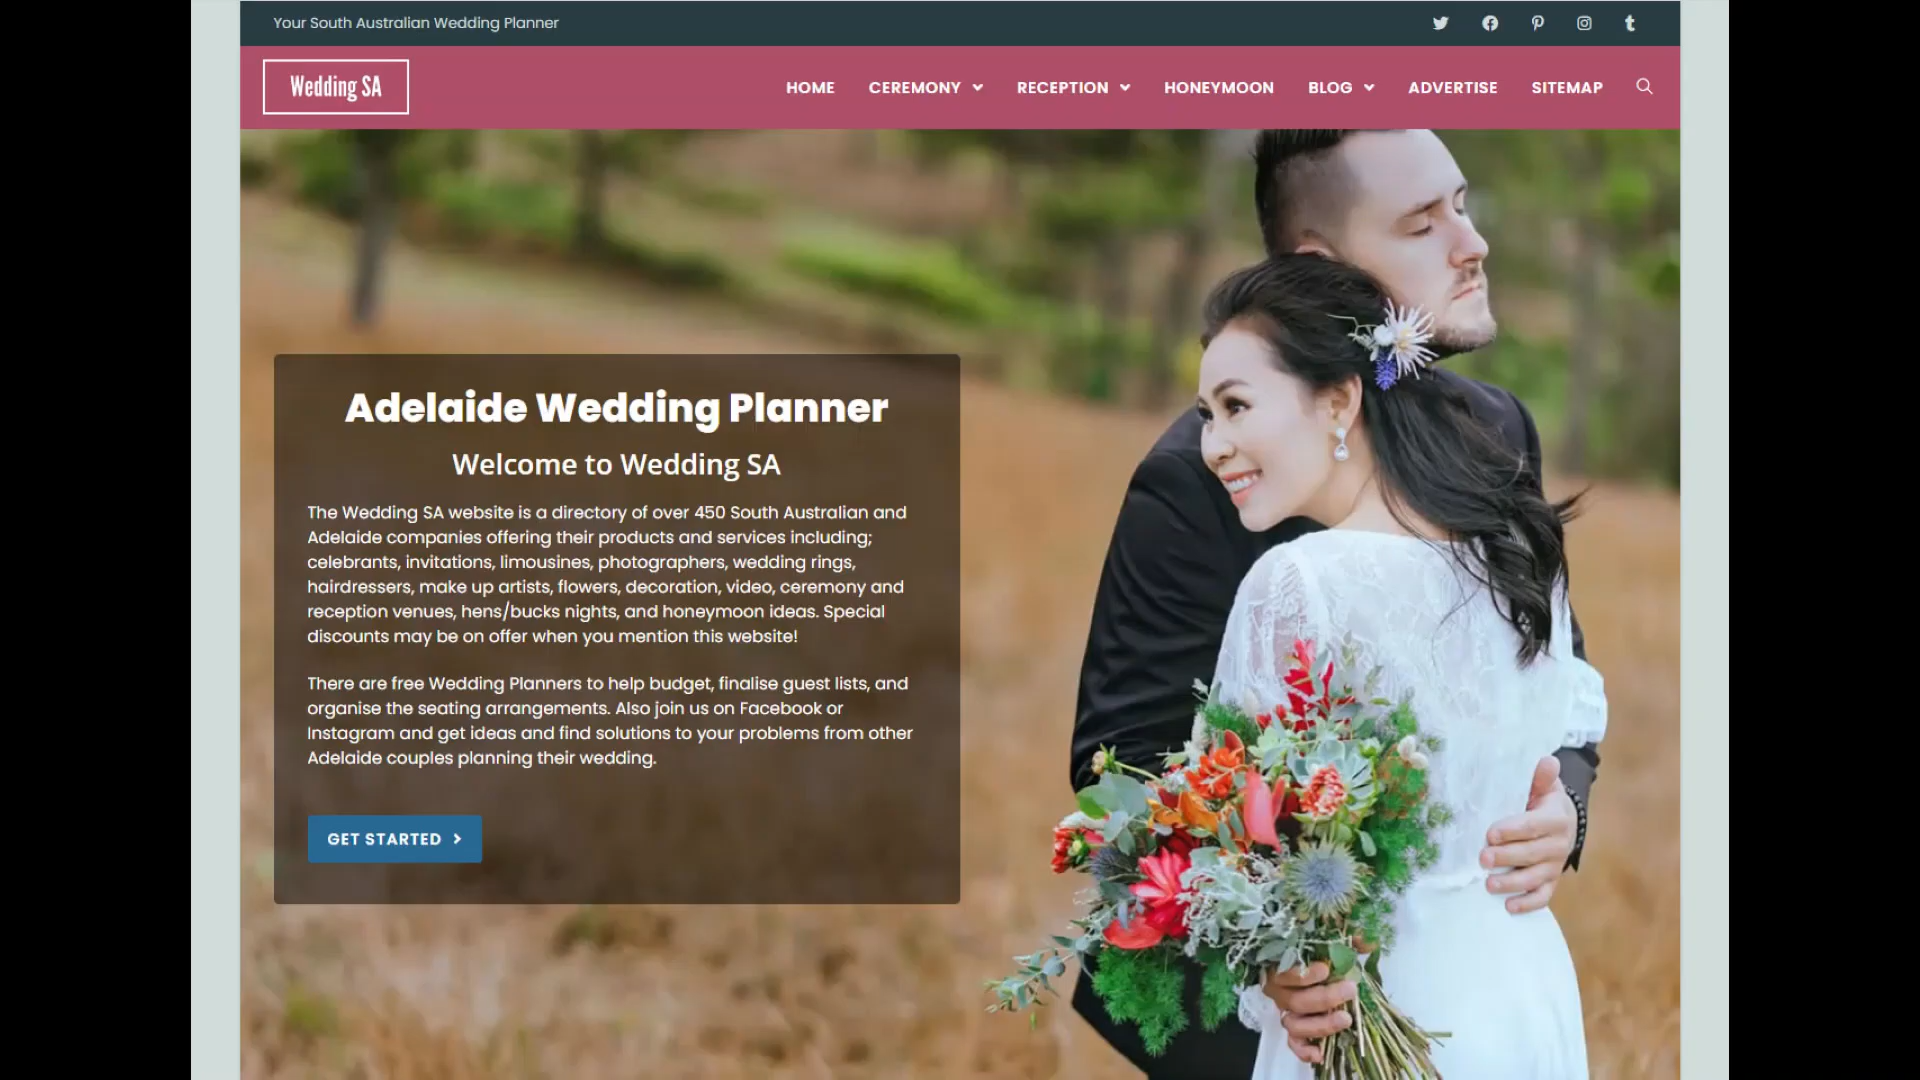 Your South Australian Wedding Planner
Wedding SA
HOME CEREMONY RECEPTION HONEYMOON BLOG ADVERTISE SITEMAP
Adelaide Wedding Planner
Welcome to Wedding SA
The Wedding SA website is a directory of over 450 South Australian and
Adelaide companies offering their products and services including;
celebrants, invitations, limousines, photographers, wedding rings,
hairdressers, make up artists, flowers, decoration, video, ceremony and
reception venues, hens/bucks nights, and honeymoon ideas. Special
discounts may be on offer when you mention this website!
There are free Wedding Planners to help budget, finalise guest lists, and
organise the seating arrangements. Also join us on Facebook or
Instagram and get ideas and find solutions to your problems from other
Adelaide couples planning their wedding.
GET STARTED